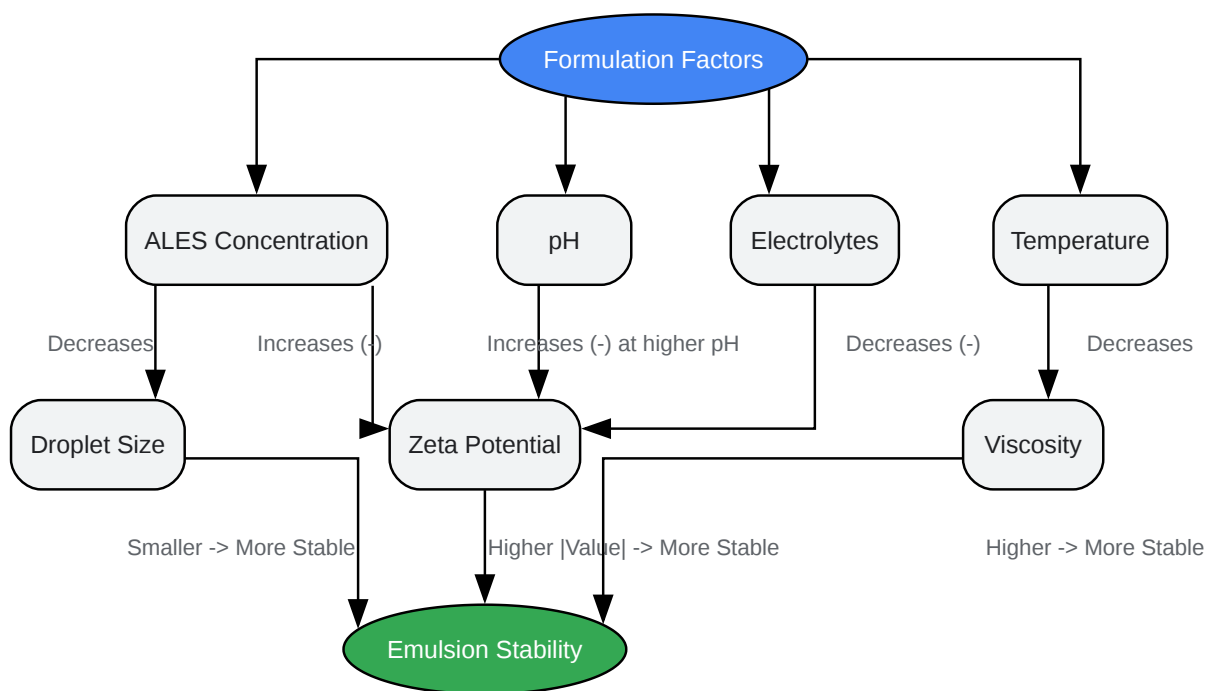 Formulation Factors
ALES Concentration
pH
Electrolytes
Temperature
Decreases
Increases (-)
Increases (-) at higher pH
Decreases (-)
Decreases
Droplet Size
Zeta Potential
Viscosity
Smaller -> More Stable
Higher |Value| -> More Stable
Higher -> More Stable
Emulsion Stability